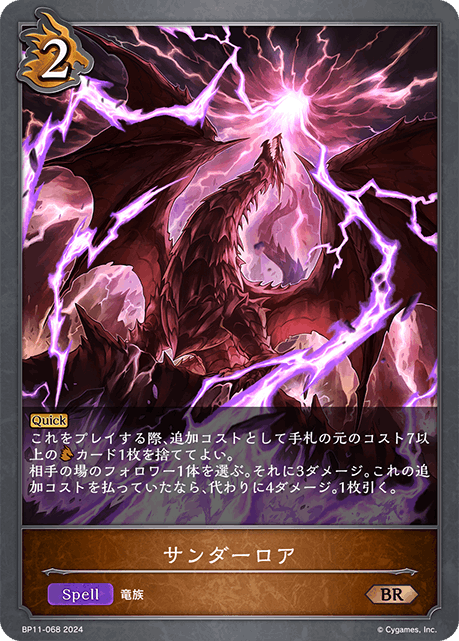 2
Quick
これをプレイする際、追加コストとして手札の元のコスト7以
上のカード1枚を捨ててよい。
相手の場のフォロワー1体を選ぶ。それに3ダメージ。これの追
加コストを払っていたなら、代わりに4ダメージ。1枚引く。
サンダーロア
Spell 竜族 BR
BP11-068 2024 © Cygames, Inc.